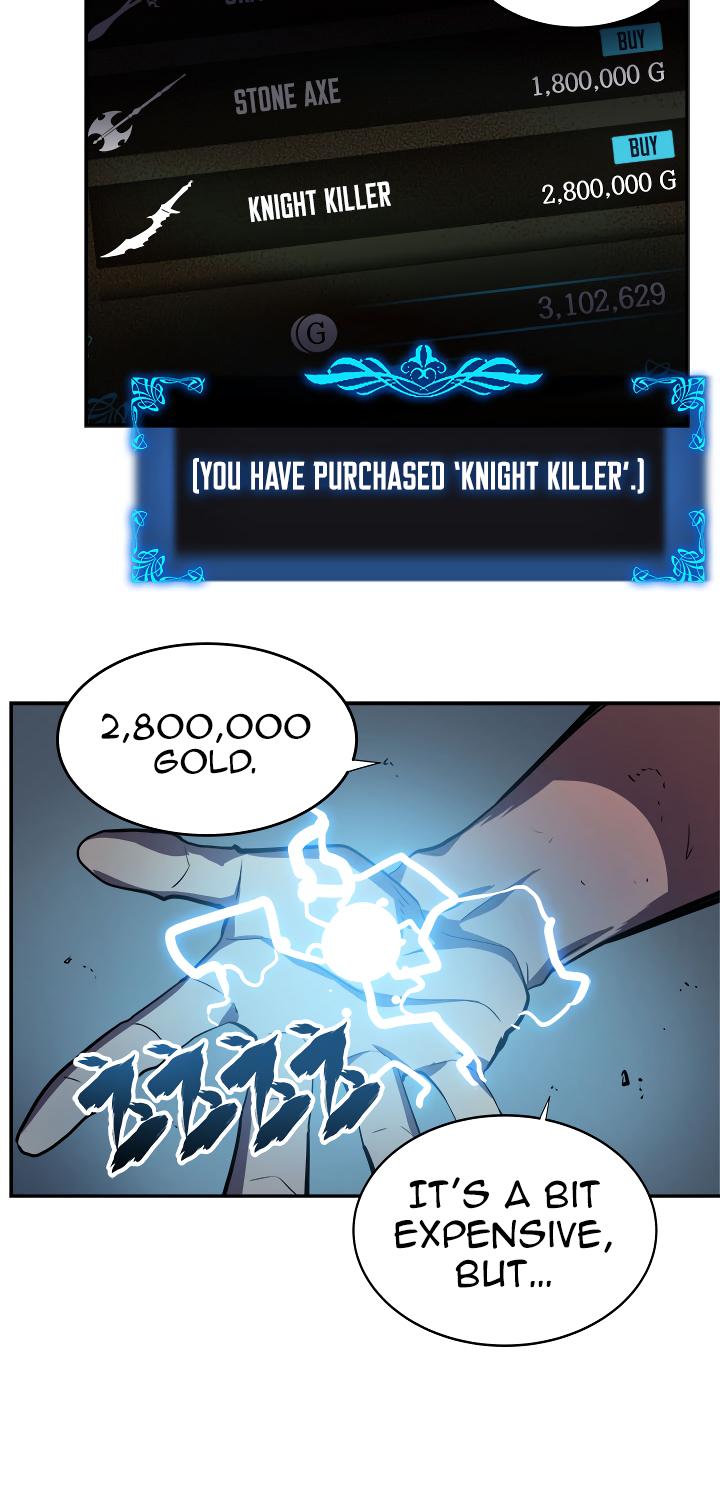 BUY
STONE AXE
1,800,000 G
BUY
KNIGHT KILLER
2,800,000 G
G
3,102,629
[YOU HAVE PURCHASED ‘KNIGHT KILLER’.]
2,800,000
GOLD.
IT'S A BIT
EXPENSIVE,
BUT...